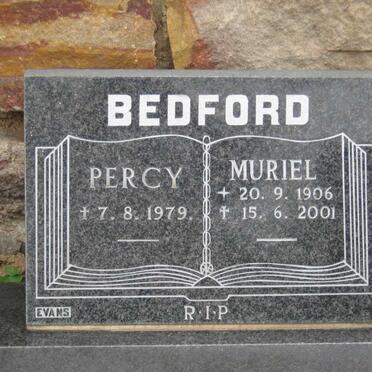 BEDFORD
PERCY
† 7. 8. 1979.
MURIEL
+ 20. 9. 1906
† 15. 6. 2001
EVANS
R·I·P